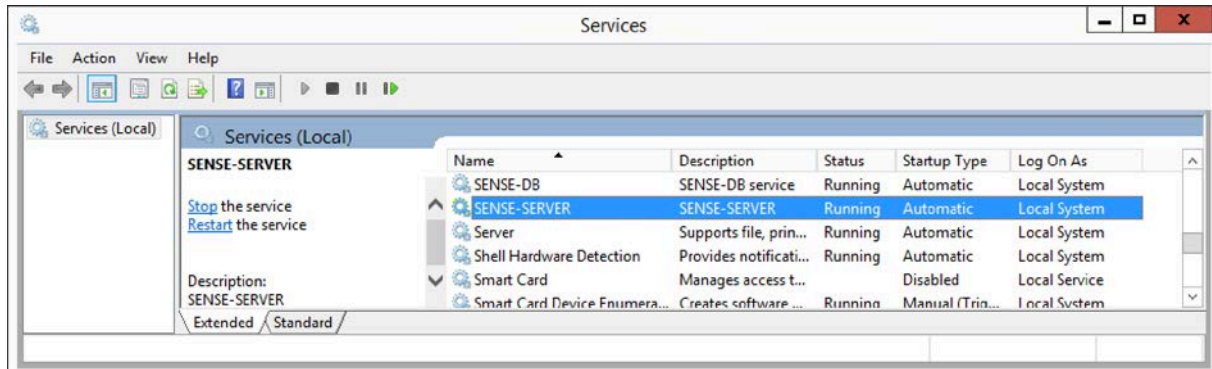 Services
File Action View Help
Services (Local)
Services (Local)
SENSE-SERVER
Stop the service
Restart the service
Description:
SENSE-SERVER
Name Description Status Startup Type Log On As
SENSE-DB SENSE-DB service Running Automatic Local System
SENSE-SERVER SENSE-SERVER Running Automatic Local System
Server Supports file, prin... Running Automatic Local System
Shell Hardware Detection Provides notificati... Running Automatic Local System
Smart Card Manages access t... Disabled Local Service
Smart Card Device Enumera... Creates software ... Running Manual (Trig... Local System
Extended Standard